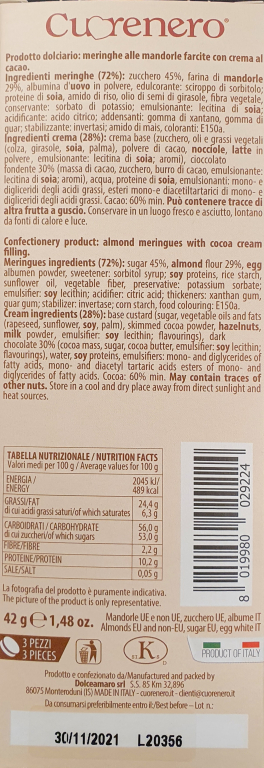 Cuorenero®
Prodotto dolciario: meringhe alle mandorle farcite con crema al
cacao.
Ingredienti meringhe (72%): zucchero 45%, farina di mandorle
29%, albumina d'uovo in polvere, edulcorante: sciroppo di sorbitolo;
proteine di soia, amido di riso, olio di semi di girasole, fibra vegetale,
conservante: sorbato di potassio; emulsionante: lecitina di soia;
acidificante: acido citrico; addensanti: gomma di xantano, gomma di
guar; stabilizzante: invertasi; amido di mais, coloranti: E150a.
Ingredienti crema (28%): crema base (zucchero, oli e grassi vegetali
(colza, girasole, soia, palma), polvere di cacao, nocciole, latte in
polvere, emulsionante: lecitina di soia; aromi), cioccolato
fondente 30% (massa di cacao, zucchero, burro di cacao, emulsionante:
lecitina di soia; aromi), acqua, proteine di soia, emulsionanti: mono- e
digliceridi degli acidi grassi, esteri mono-e diacetiltartarici di mono- e
digliceridi degli acidi grassi. Cacao: 60% min. Può contenere tracce di
altra frutta a guscio. Conservare in un luogo fresco e asciutto, lontano
da fonti di calore e luce.
Confectionery product: almond meringues with cocoa cream
filling.
Meringues ingredients (72%): sugar 45%, almond flour 29%, egg
albumen powder, sweetener: sorbitol syrup; soy proteins, rice starch,
sunflower oil, vegetable fiber, preservative: potassium sorbate;
emulsifier: soy lecithin; acidifier: citric acid; thickeners: xanthan gum,
guar gum; stabilizer: invertase; corn starch, food colouring: E150a.
Cream ingredients (28%): base custard (sugar, vegetable oils and fats
(rapeseed, sunflower, soy, palm), skimmed cocoa powder, hazelnuts,
milk powder, emulsifier: soy lecithin; flavourings), dark
chocolate 30% (cocoa mass, sugar, cocoa butter, emulsifier: soy lecithin;
flavourings), water, soy proteins, emulsifiers: mono- and diglycerides of
fatty acids, mono- and diacetyl tartaric acids esters of mono- and
diglycerides of fatty acids. Cocoa: 60% min. May contain traces of
other nuts. Store in a cool and dry place away from direct sunlight and
heat sources.
TABELLA NUTRIZIONALE / NUTRITION FACTS
Valori medi per 100 g / Average values for 100 g
ENERGIA / 2045 kJ/
ENERGY 489 kcal
GRASSI/FAT 24,4 g
di cui acidi grassi saturi/of which saturates 6,3 g
CARBOIDRATI / CARBOHYDRATE 56,0 g
di cui zuccheri/of which sugars 53,0 g
FIBRE/FIBRE 2,2 g
PROTEINE/PROTEIN 10,2 g
SALE/SALT 0,05 g
8 019980 029224
La fotografia del prodotto è puramente indicativa.
The picture of the product is only representative.
42 g e 1,48 oz.
Mandorle UE e non UE, zucchero UE, albume IT
Almonds EU and non-EU, sugar EU, egg white IT
3 PEZZI
3 PIECES
K
D
PRODUCT OF ITALY
Prodotto e confezionato da/Manufactured and packed by
Dolceamaro srl S.S. 85 Km 32,896
86075 Monteroduni (IS) MADE IN ITALY - cuorenero.it - clienti@cuorenero.it
Da consumarsi preferibilmente entro il:/Best before – Lot n.:
30/11/2021 L20356